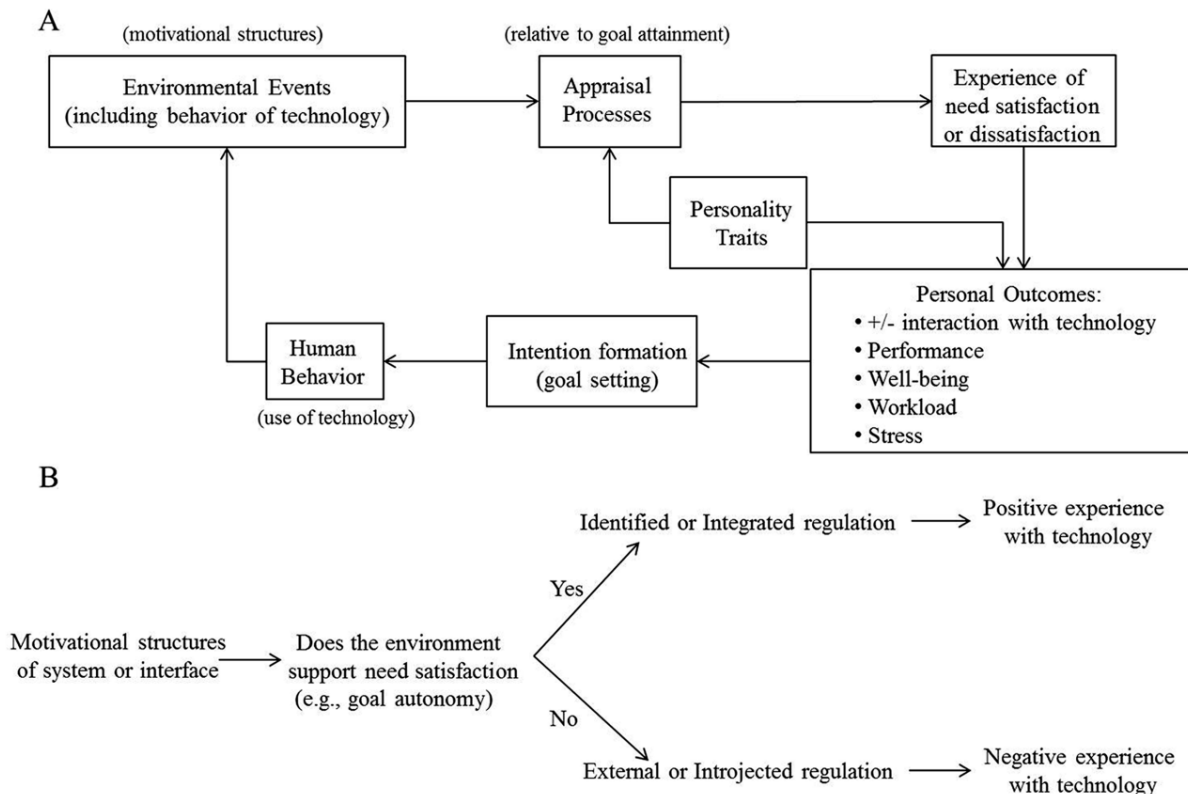 A
(motivational structures)
Environmental Events
(including behavior of technology)
(relative to goal attainment)
Appraisal
Processes
Experience of
need satisfaction
or dissatisfaction
Personality
Traits
Personal Outcomes:
• +/- interaction with technology
• Performance
• Well-being
• Workload
• Stress
Intention formation
(goal setting)
Human
Behavior
(use of technology)
B
Motivational structures
of system or interface
Does the environment
support need satisfaction
(e.g., goal autonomy)
Yes
Identified or Integrated regulation
Positive experience
with technology
No
External or Introjected regulation
Negative experience
with technology